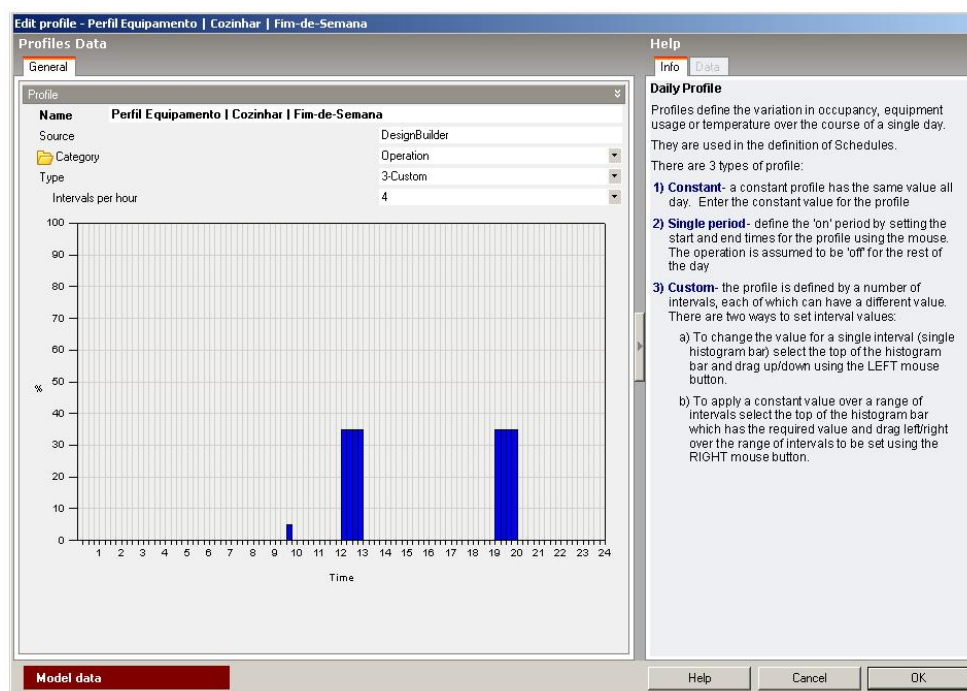 Edit profile - Perfil Equipamento | Cozinhar | Fim-de-Semana
Profiles Data
General
Profile
Name Perfil Equipamento | Cozinhar | Fim-de-Semana
Source DesignBuilder
Category Operation
Type 3-Custom
Intervals per hour 4
100
90
80
70
60
50
%
40
30
20
10
0
1 2 3 4 5 6 7 8 9 10 11 12 13 14 15 16 17 18 19 20 21 22 23 24
Time
Model data
Help
Info Data
Daily Profile
Profiles define the variation in occupancy, equipment
usage or temperature over the course of a single day.
They are used in the definition of Schedules.
There are 3 types of profile:
1) Constant- a constant profile has the same value all
day. Enter the constant value for the profile
2) Single period- define the 'on' period by setting the
start and end times for the profile using the mouse.
The operation is assumed to be 'off' for the rest of
the day
3) Custom- the profile is defined by a number of
intervals, each of which can have a different value.
There are two ways to set interval values:
a) To change the value for a single interval (single
histogram bar) select the top of the histogram
bar and drag up/down using the LEFT mouse
button.
b) To apply a constant value over a range of
intervals select the top of the histogram bar
which has the required value and drag left/right
over the range of intervals to be set using the
RIGHT mouse button.
Help Cancel OK